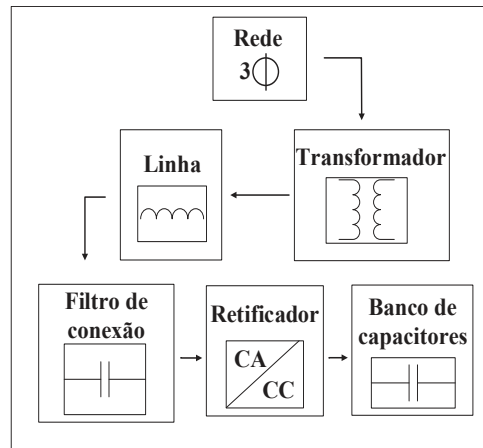 Rede
3Φ
Transformador
Linha
Filtro de
conexão
Retificador
CA
CC
Banco de
capacitores